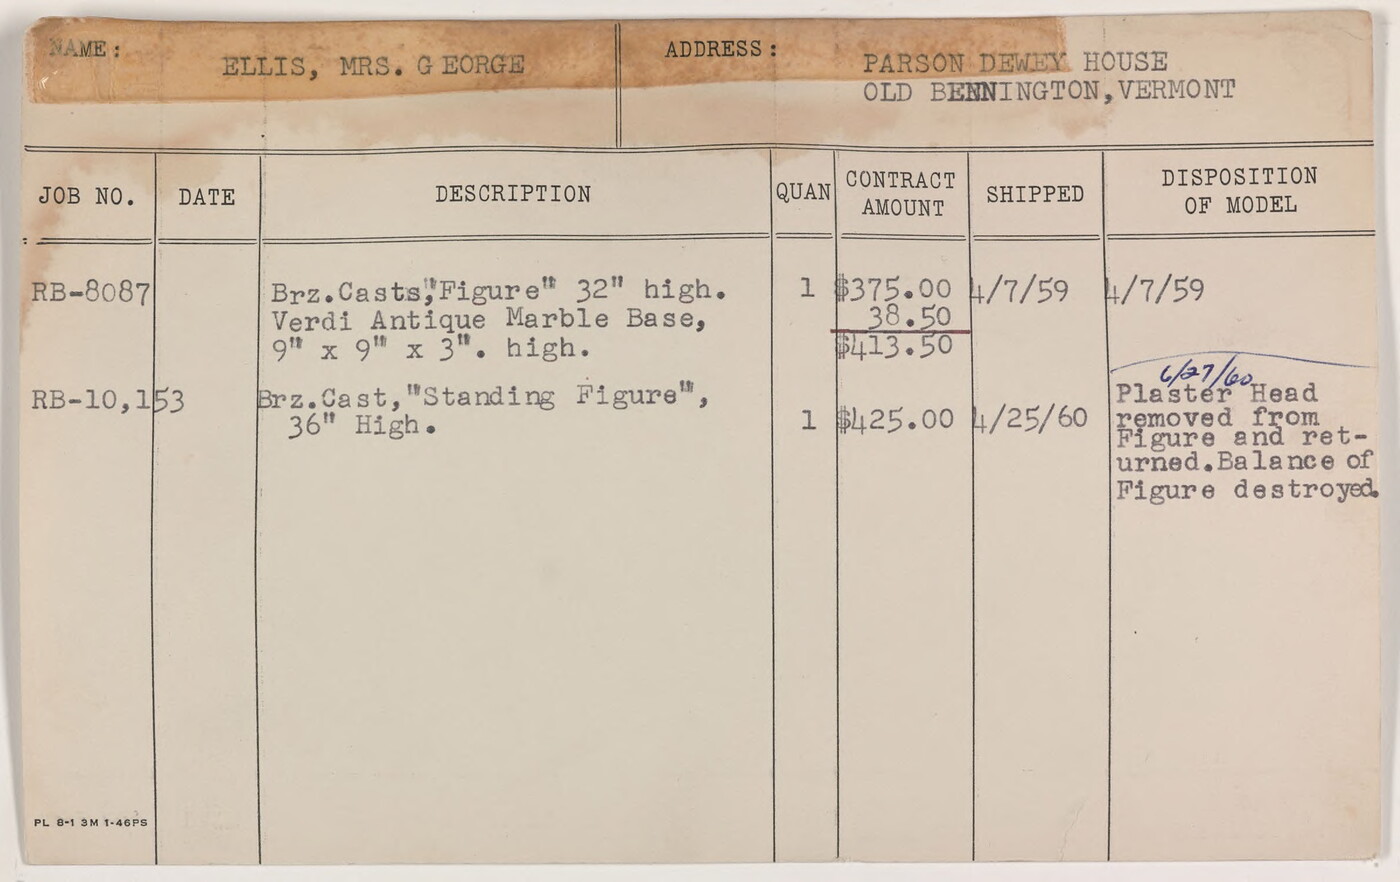 NAME: ELLIS, MRS. G EORGE ADDRESS: PARSON DEWEY HOUSE
OLD BENNINGTON,VERMONT
JOB NO. DATE DESCRIPTION QUAN CONTRACT AMOUNT SHIPPED DISPOSITION OF MODEL
RB-8087 Brz.Casts,"Figure" 32" high. 1 $375.00 4/7/59 4/7/59
Verdi Antique Marble Base, 38.50
9" x 9" x 3". high. $413.50
6/27/60
RB-10,153 Brz.Cast,"Standing Figure", Plaster Head
36" High. 1 $425.00 4/25/60 removed from
Figure and ret-
urned.Balance of
Figure destroyed.
PL 8-1 3M 1-46PS